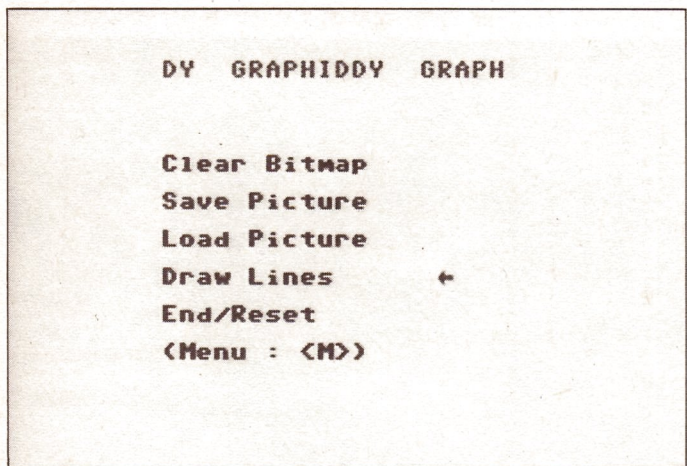 DY GRAPHIDDY GRAPH
Clear Bitmap
Save Picture
Load Picture
Draw Lines ←
End/Reset
(Menu : <M>)